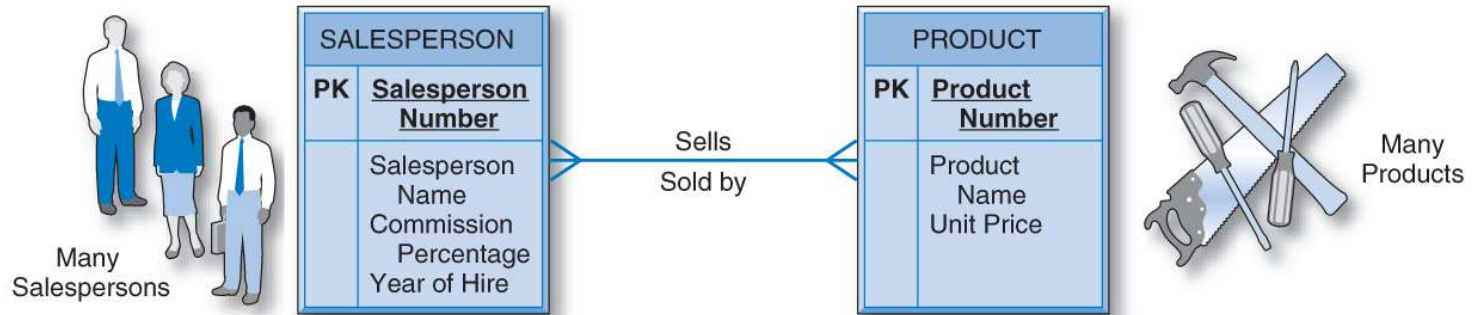 SALESPERSON
PK Salesperson
Number
Salesperson
Name
Commission
Percentage
Year of Hire
Many
Salespersons
Sells
Sold by
PRODUCT
PK Product
Number
Product
Name
Unit Price
Many
Products